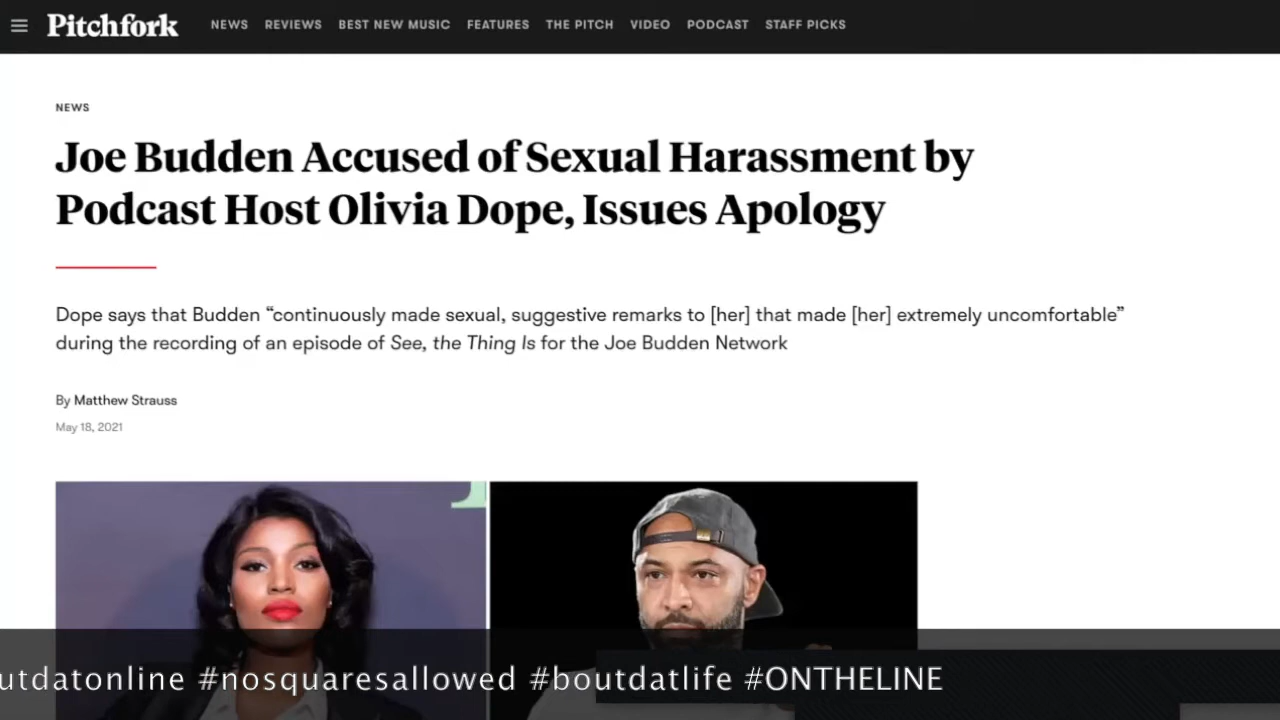 Pitchfork NEWS REVIEWS BEST NEW MUSIC FEATURES THE PITCH VIDEO PODCAST STAFF PICKS
NEWS
Joe Budden Accused of Sexual Harassment by
Podcast Host Olivia Dope, Issues Apology
Dope says that Budden “continuously made sexual, suggestive remarks to [her] that made [her] extremely uncomfortable”
during the recording of an episode of See, the Thing Is for the Joe Budden Network
By Matthew Strauss
May 18, 2021
utdatonline #nosquaresallowed #boutdatlife #ONTHELINE